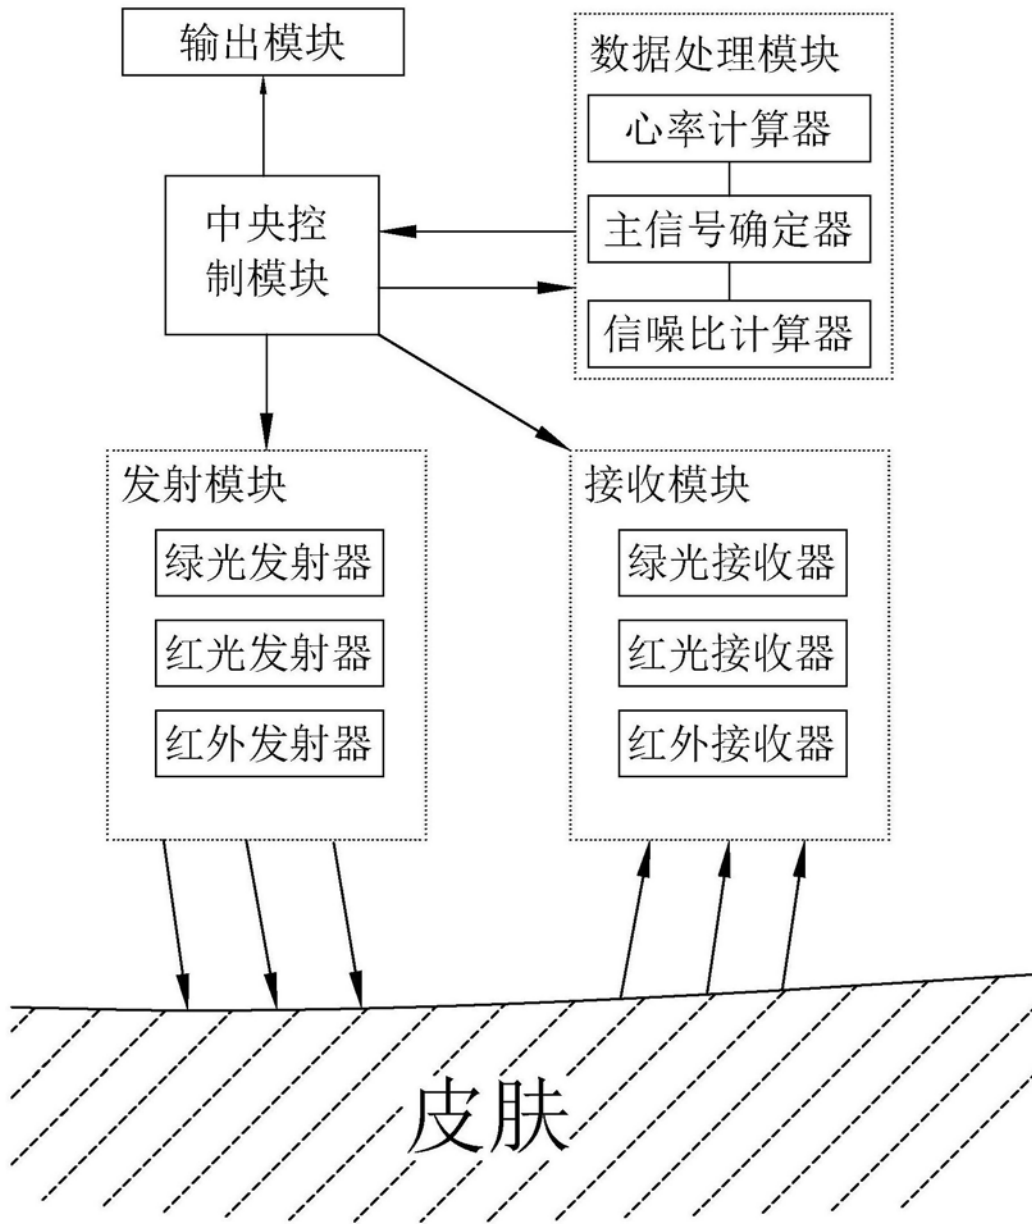 输出模块
数据处理模块
心率计算器
中央控
制模块
主信号确定器
信噪比计算器
发射模块
绿光发射器
红光发射器
红外发射器
接收模块
绿光接收器
红光接收器
红外接收器
皮肤